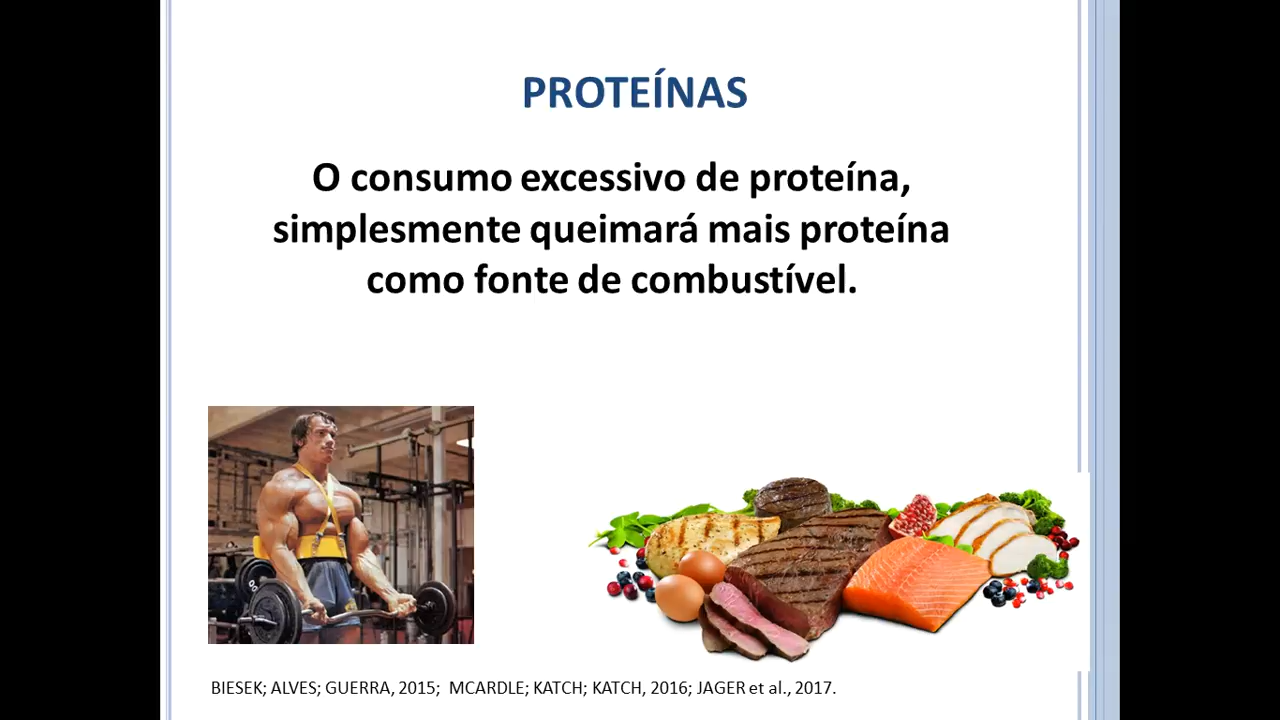 PROTEÍNAS
O consumo excessivo de proteína,
simplesmente queimará mais proteína
como fonte de combustível.
BIESEK; ALVES; GUERRA, 2015;  MCARDLE; KATCH; KATCH, 2016; JAGER et al., 2017.